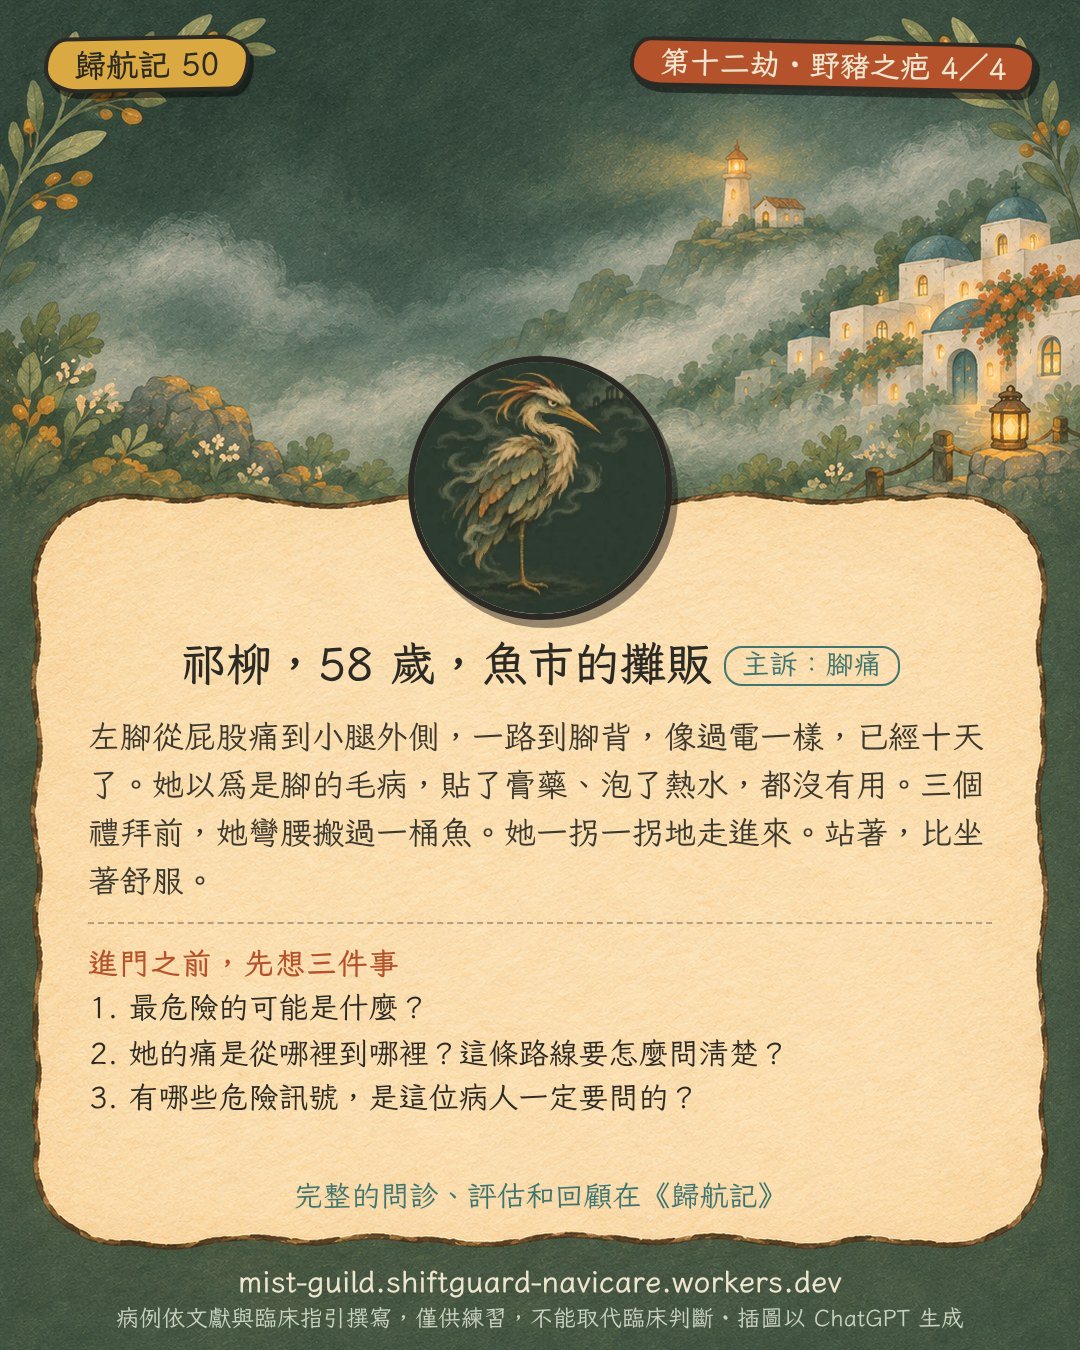 歸航記 50
第十二劫・野豬之疤 4／4
祁柳，58 歲，魚市的攤販
主訴：腳痛
左腳從屁股痛到小腿外側，一路到腳背，像過電一樣，已經十天
了。她以為是腳的毛病，貼了膏藥、泡了熱水，都沒有用。三個
禮拜前，她彎腰搬過一桶魚。她一拐一拐地走進來。站著，比坐
著舒服。
進門之前，先想三件事
1. 最危險的可能是什麼？
2. 她的痛是從哪裡到哪裡？這條路線要怎麼問清楚？
3. 有哪些危險訊號，是這位病人一定要問的？
完整的問診、評估和回顧在《歸航記》
mist-guild.shiftguard-navicare.workers.dev
病例依文獻與臨床指引撰寫，僅供練習，不能取代臨床判斷・插圖以 ChatGPT 生成